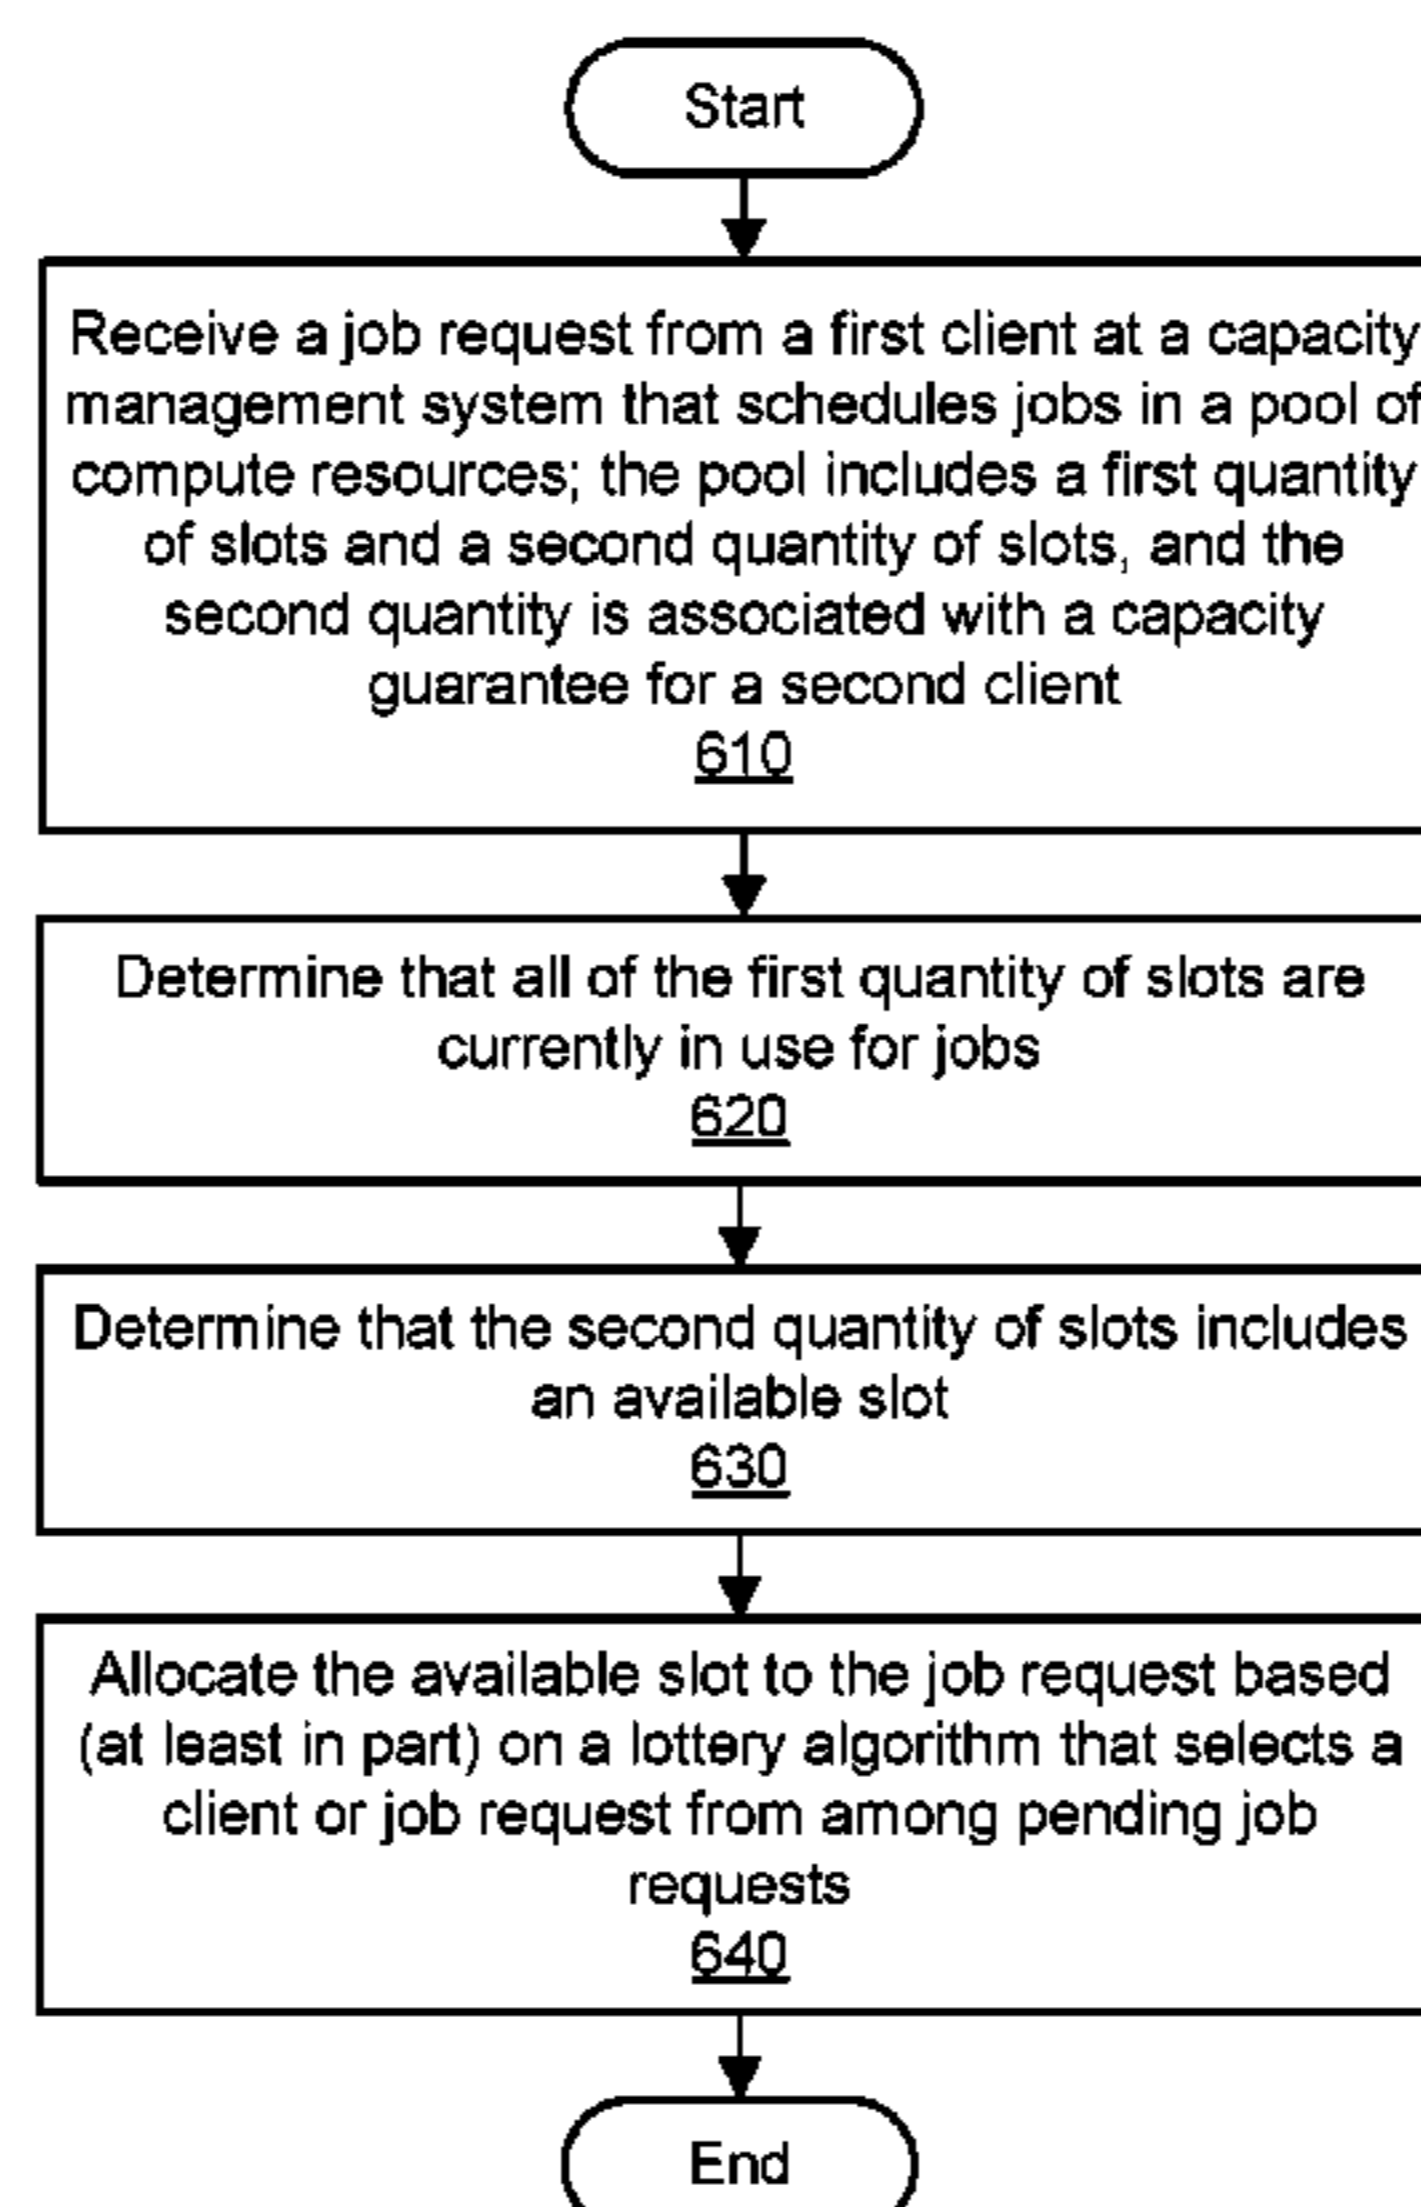 Start
Receive a job request from a first client at a capacity
management system that schedules jobs in a pool of
compute resources; the pool includes a first quantity
of slots and a second quantity of slots, and the
second quantity is associated with a capacity
guarantee for a second client
610
Determine that all of the first quantity of slots are
currently in use for jobs
620
Determine that the second quantity of slots includes
an available slot
630
Allocate the available slot to the job request based
(at least in part) on a lottery algorithm that selects a
client or job request from among pending job
requests
640
End